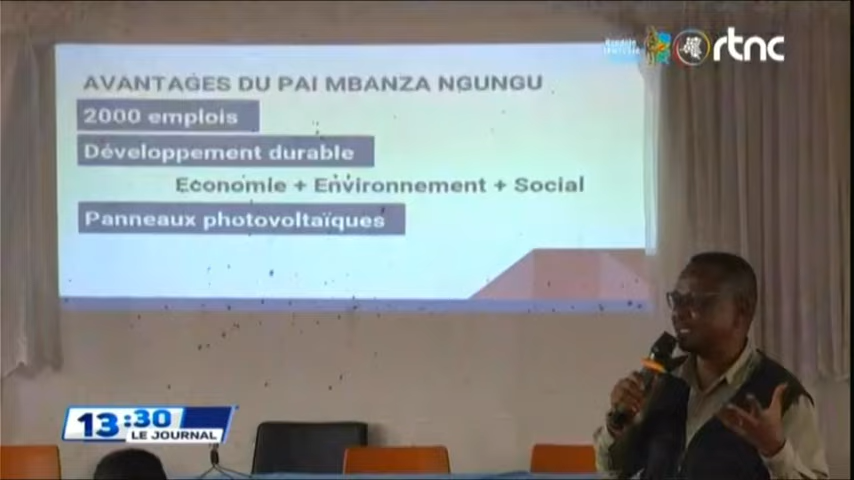 rtnc
AVANTAGES DU PAI MBANZA NGUNGU
2000 emplois
Développement durable
Economie + Environnement + Social
Panneaux photovoltaïques
13:30
LE JOURNAL